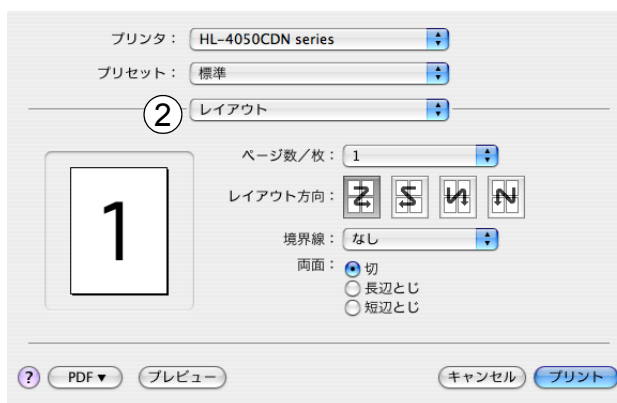 プリンタ： HL-4050CDN series
プリセット： 標準
② レイアウト
ページ数／枚： 1
レイアウト方向：
境界線： なし
両面： 切
長辺とじ
短辺とじ
1
? PDF▼ プレビュー キャンセル プリント